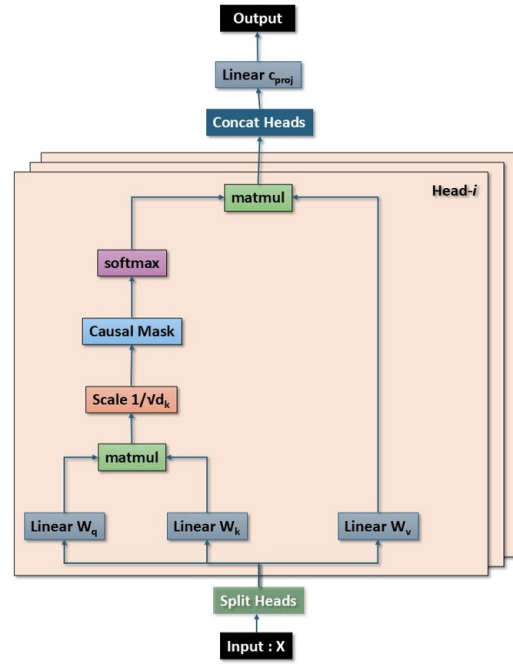 Output
Linear c_proj
Concat Heads
Head-i
matmul
softmax
Causal Mask
Scale 1/√d_k
matmul
Linear W_q
Linear W_k
Linear W_v
Split Heads
Input : X